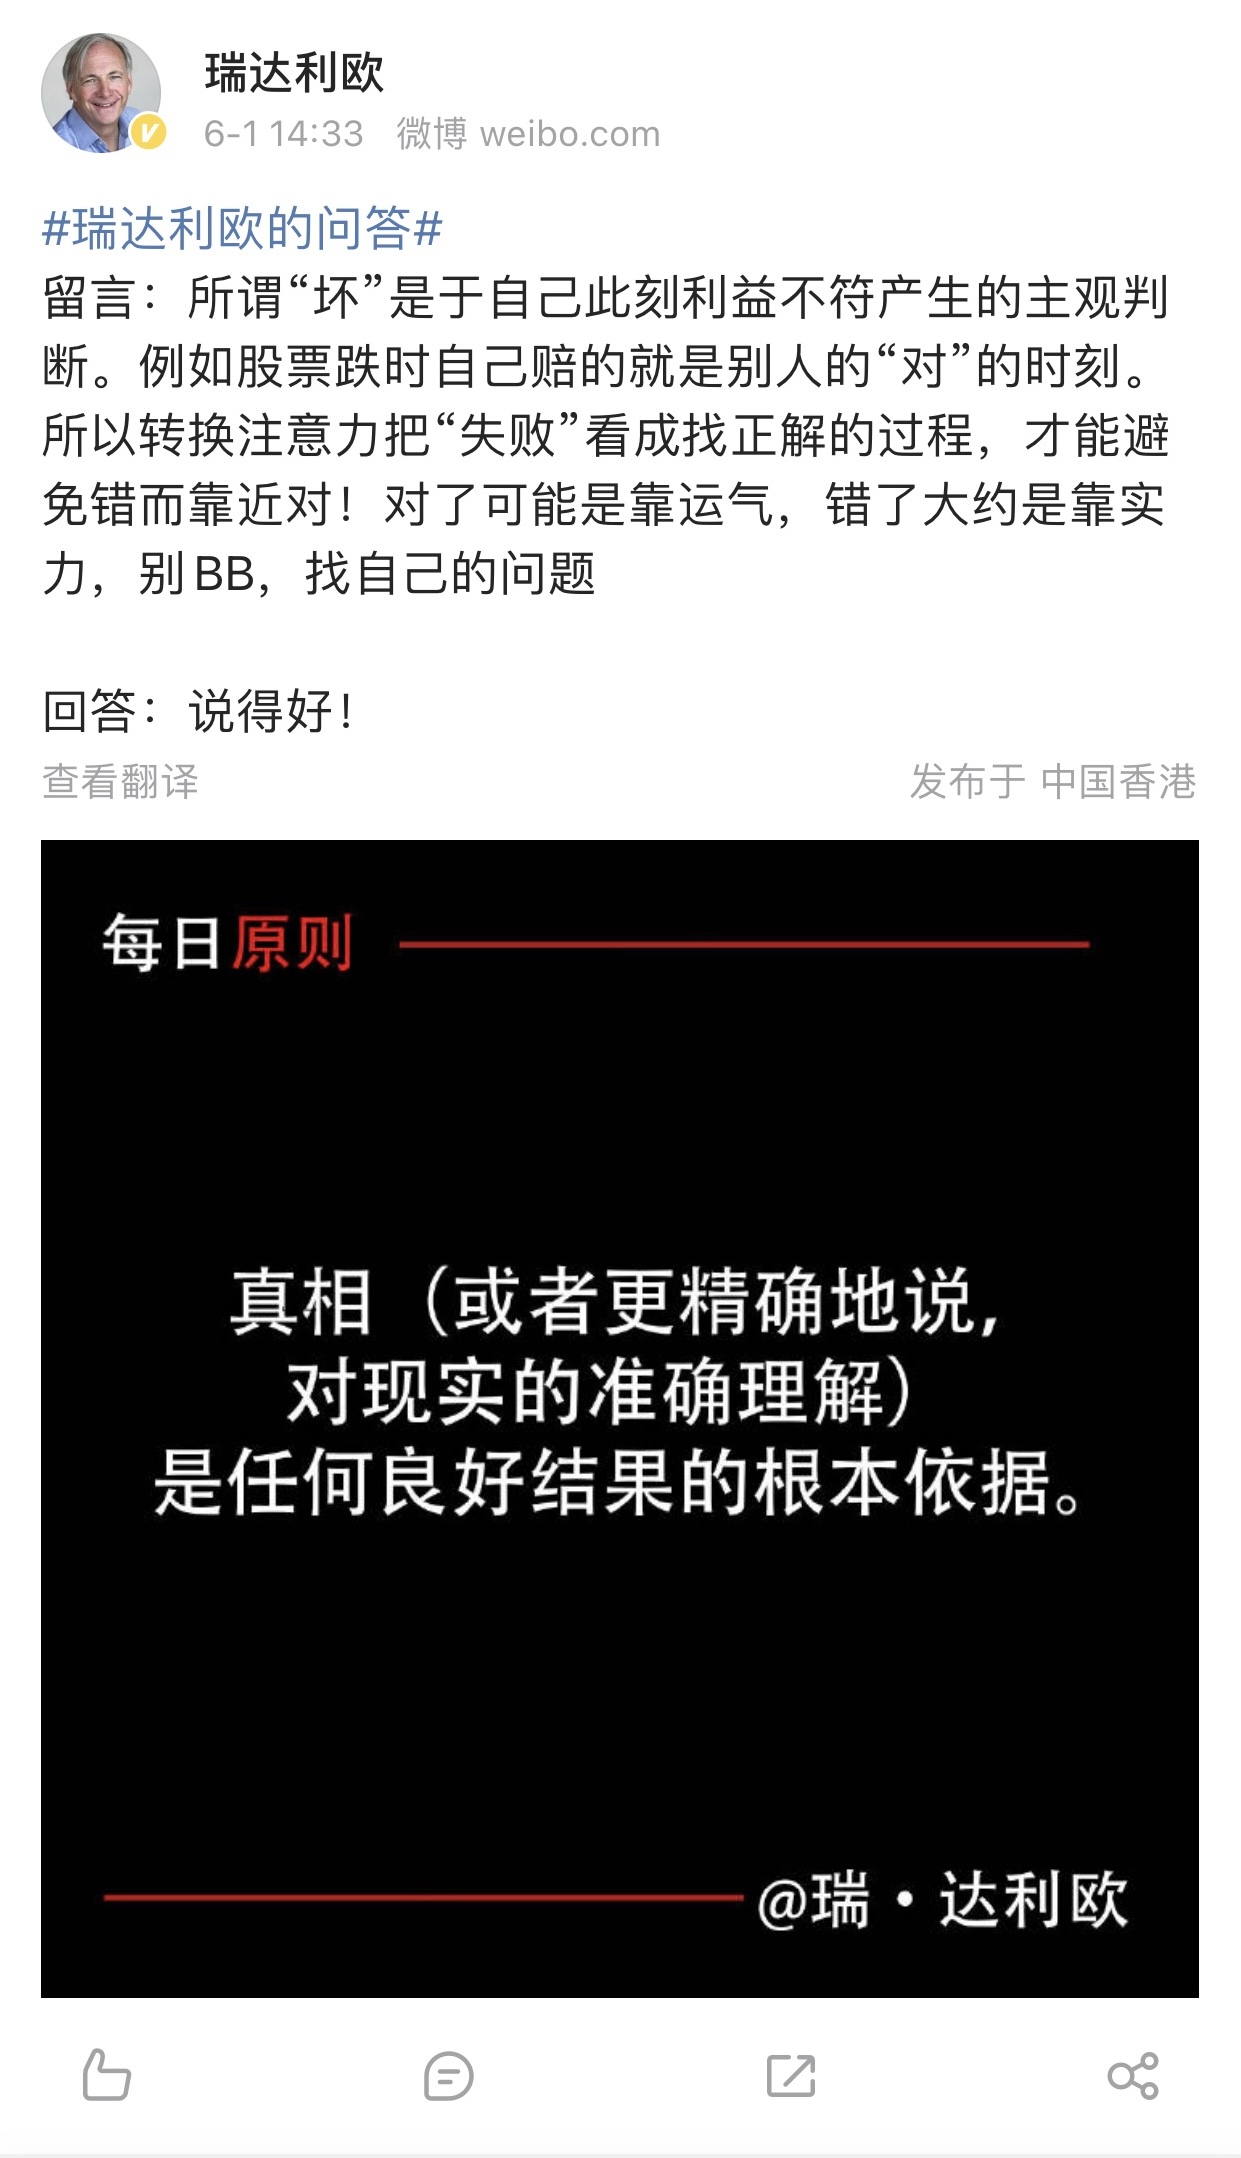 瑞达利欧
6-1 14:33 微博 weibo.com
#瑞达利欧的问答#
留言：所谓“坏”是于自己此刻利益不符产生的主观判
断。例如股票跌时自己赔的就是别人的“对”的时刻。
所以转换注意力把“失败”看成找正解的过程，才能避
免错而靠近对！对了可能是靠运气，错了大约是靠实
力，别BB，找自己的问题
回答：说得好！
查看翻译 发布于 中国香港
每日原则
真相（或者更精确地说，
对现实的准确理解）
是任何良好结果的根本依据。
@瑞·达利欧